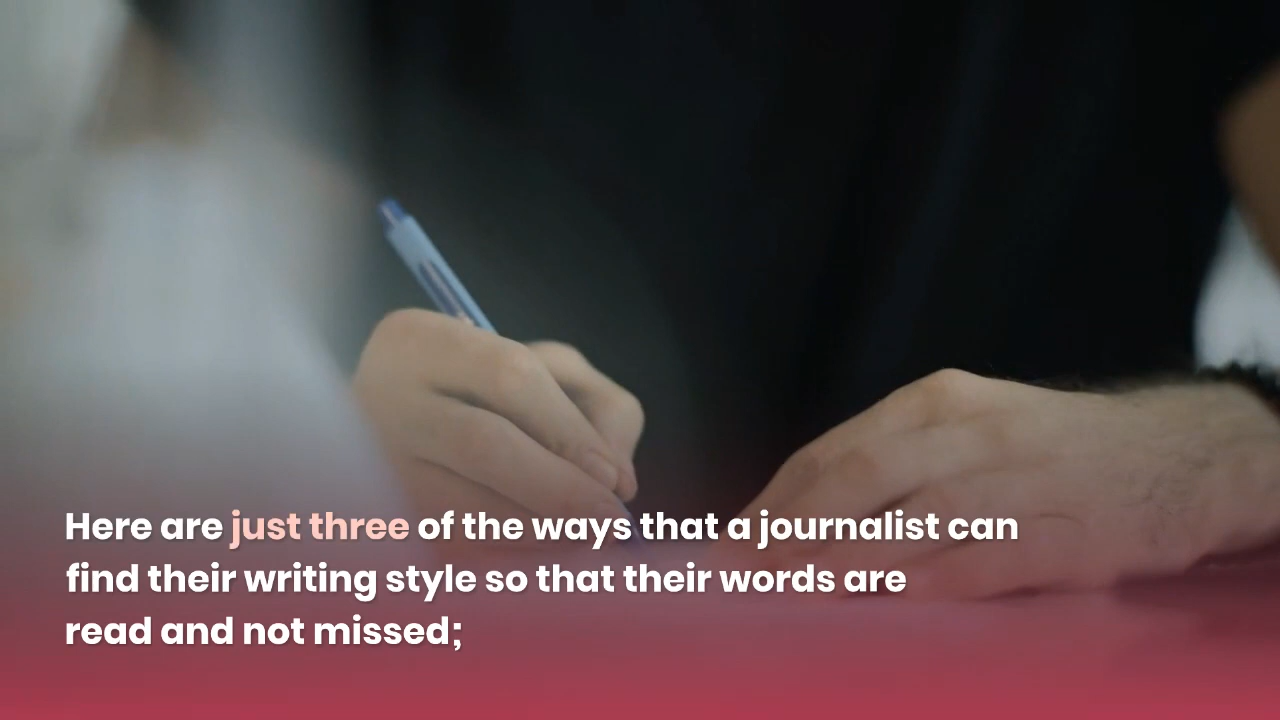 Here are just three of the ways that a journalist can
find their writing style so that their words are
read and not missed;